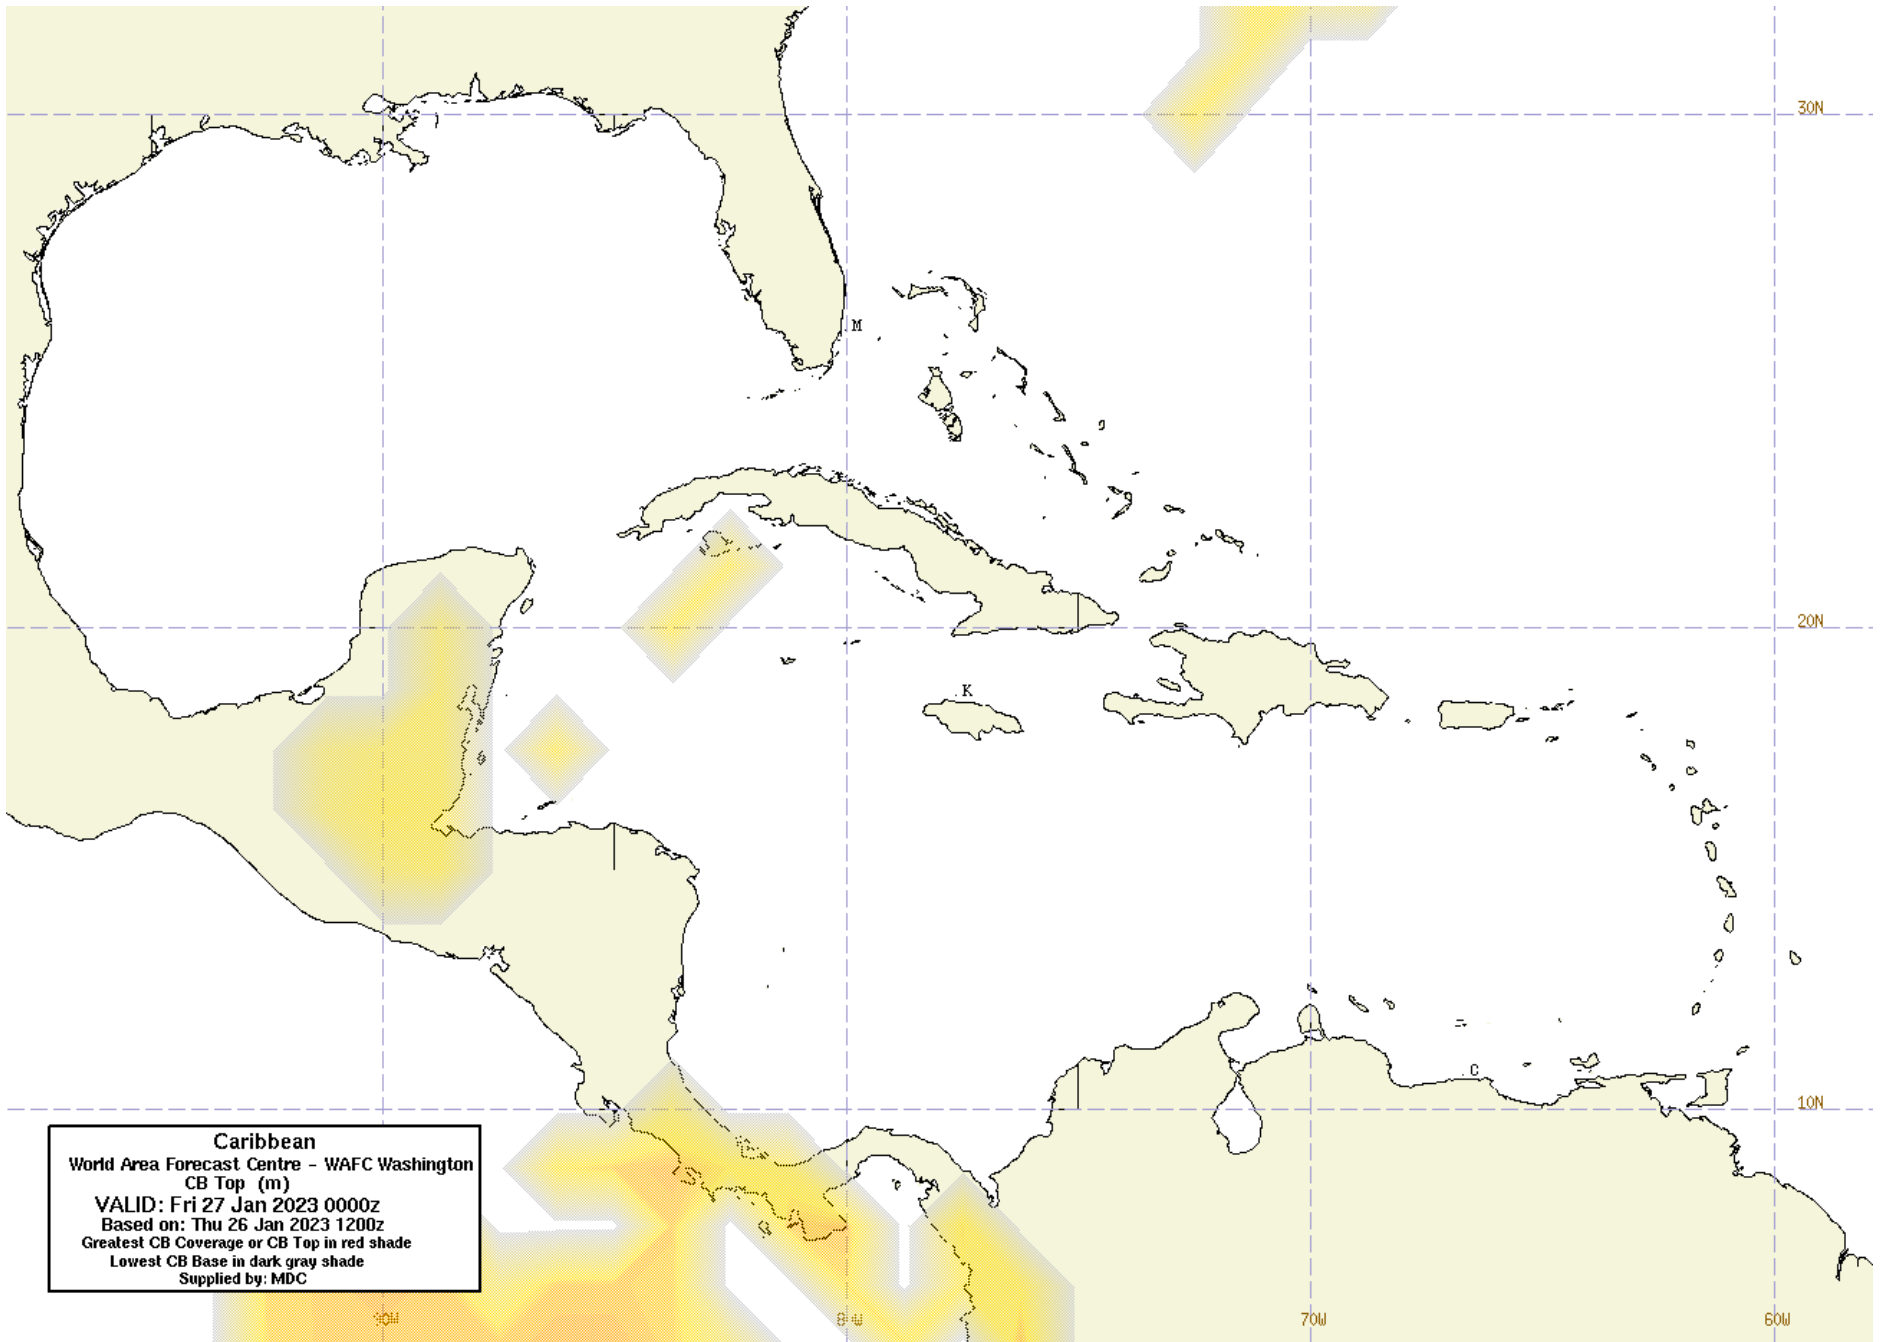 30N
M
20N
K
C
10N
Caribbean
World Area Forecast Centre - WAFC Washington
CB Top (m)
VALID: Fri 27 Jan 2023 0000z
Based on: Thu 26 Jan 2023 1200z
Greatest CB Coverage or CB Top in red shade
Lowest CB Base in dark gray shade
Supplied by: MDC
90W
70W
60W